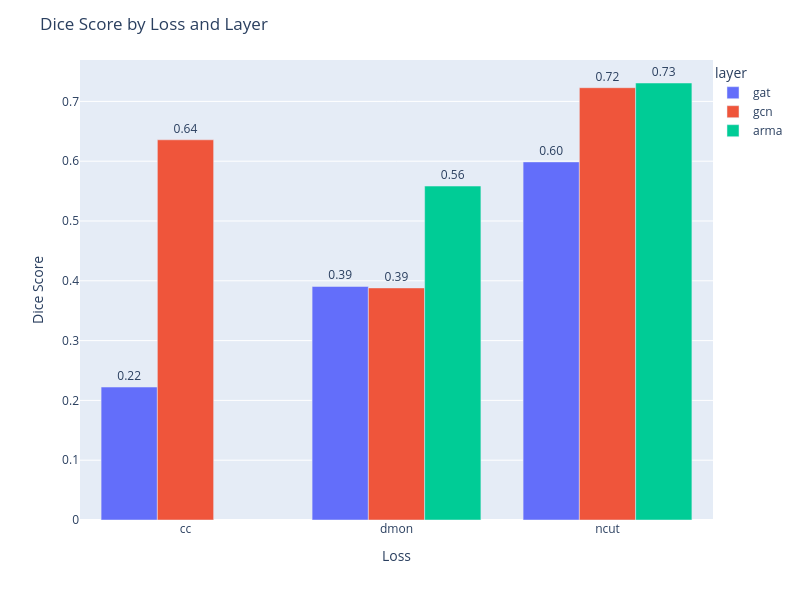 Dice Score by Loss and Layer
layer
gat
gcn
arma
0.22
0.64
0.39
0.39
0.56
0.60
0.72
0.73
0.7
0.6
0.5
0.4
0.3
0.2
0.1
0
Dice Score
cc
dmon
ncut
Loss